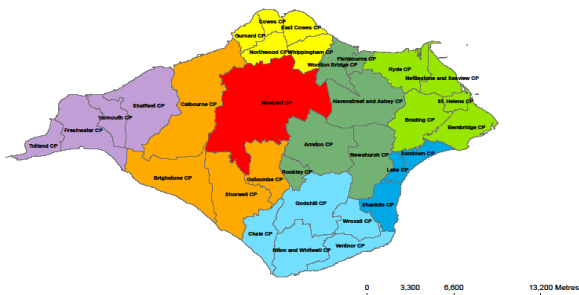 Cowes CP
East Cowes CP
Gurnard CP
Northwood CP
Whippingham CP
Fishbourne CP
Wootton Bridge CP
Ryde CP
Nettlestone and Seaview CP
Shalfleet CP
Calbourne CP
Newport CP
Havenstreet and Ashey CP
St. Helens CP
Yarmouth CP
Brading CP
Bembridge CP
Freshwater CP
Totland CP
Arreton CP
Newchurch CP
Sandown CP
Lake CP
Rookley CP
Brighstone CP
Gatcombe CP
Shorwell CP
Godshill CP
Shanklin CP
Wroxall CP
Chale CP
Niton and Whitwell CP
Ventnor CP
0 3,300 6,600 13,200 Metres